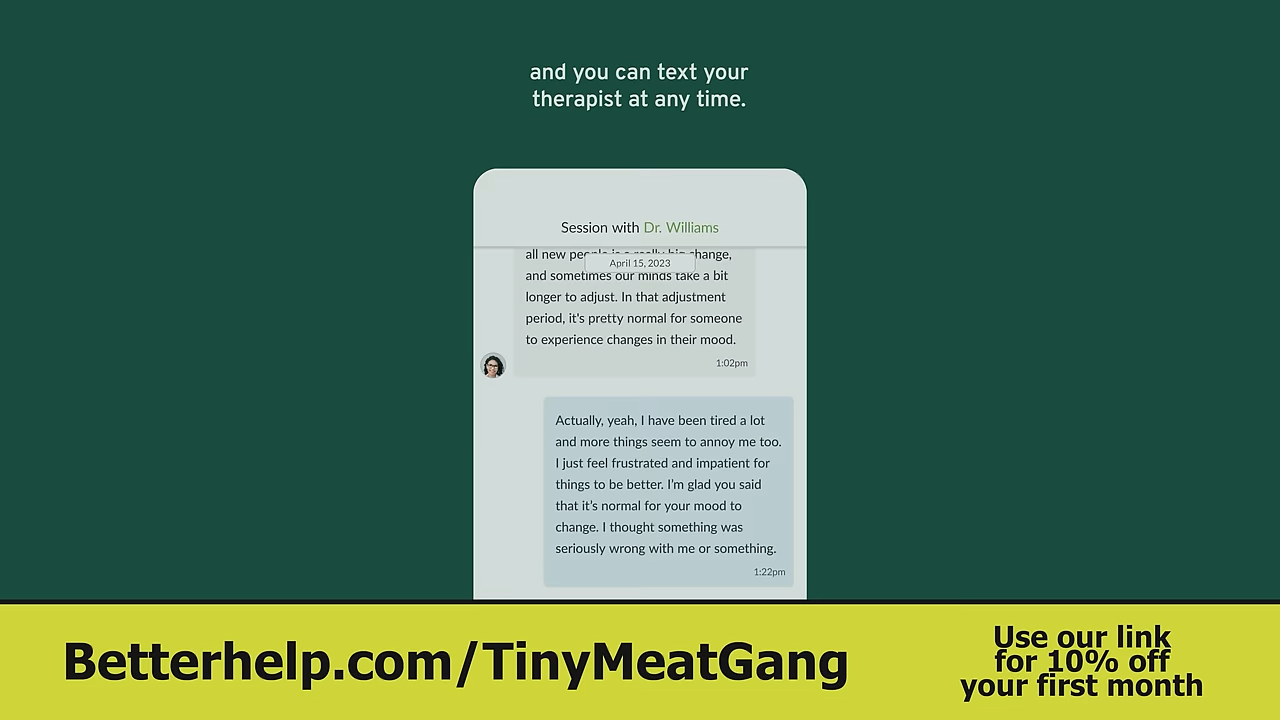 and you can text your
therapist at any time.
Session with Dr. Williams
all new people is a really big change,
April 15, 2023
and sometimes our minds take a bit
longer to adjust. In that adjustment
period, it's pretty normal for someone
to experience changes in their mood.
1:02pm
Actually, yeah, I have been tired a lot
and more things seem to annoy me too.
I just feel frustrated and impatient for
things to be better. I'm glad you said
that it's normal for your mood to
change. I thought something was
seriously wrong with me or something.
1:22pm
Betterhelp.com/TinyMeatGang
Use our link
for 10% off
your first month